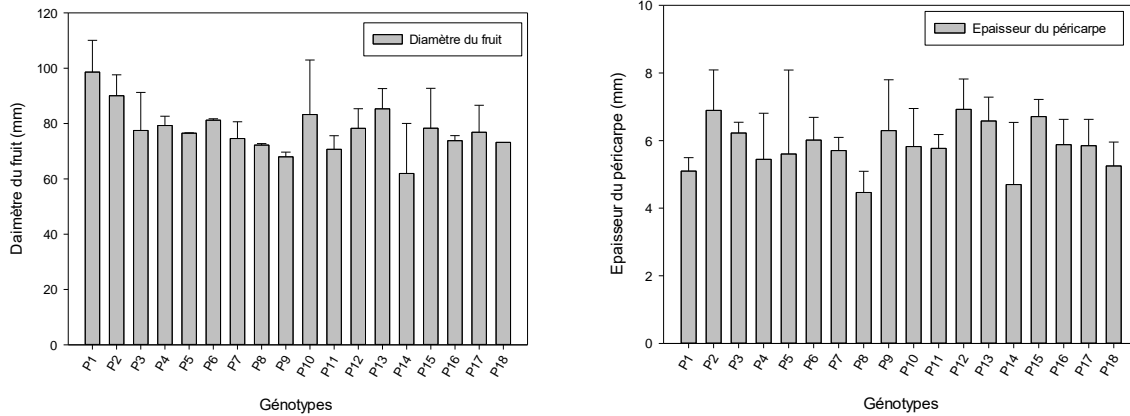 Diamètre du fruit
Daimètre du fruit (mm)
120
100
80
60
40
20
0
P1 P2 P3 P4 P5 P6 P7 P8 P9 P10 P11 P12 P13 P14 P15 P16 P17 P18
Génotypes
Epaisseur du péricarpe
Epaisseur du péricarpe (mm)
10
8
6
4
2
0
P1 P2 P3 P4 P5 P6 P7 P8 P9 P10 P11 P12 P13 P14 P15 P16 P17 P18
Génotypes